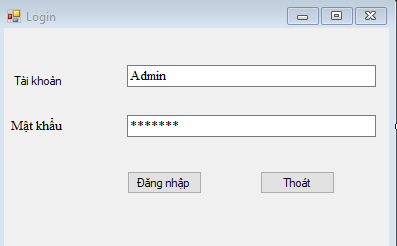 Login
Tài khoản
Admin
Mật khẩu
*******
Đăng nhập
Thoát